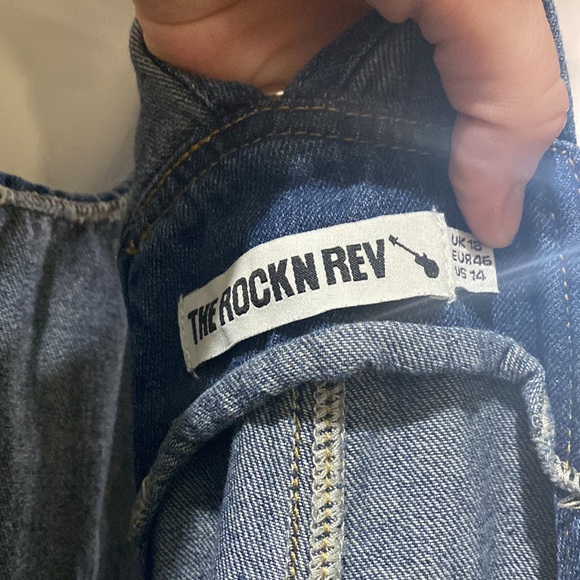 THE ROCKN REV
UK 18
EUR 46
US 14